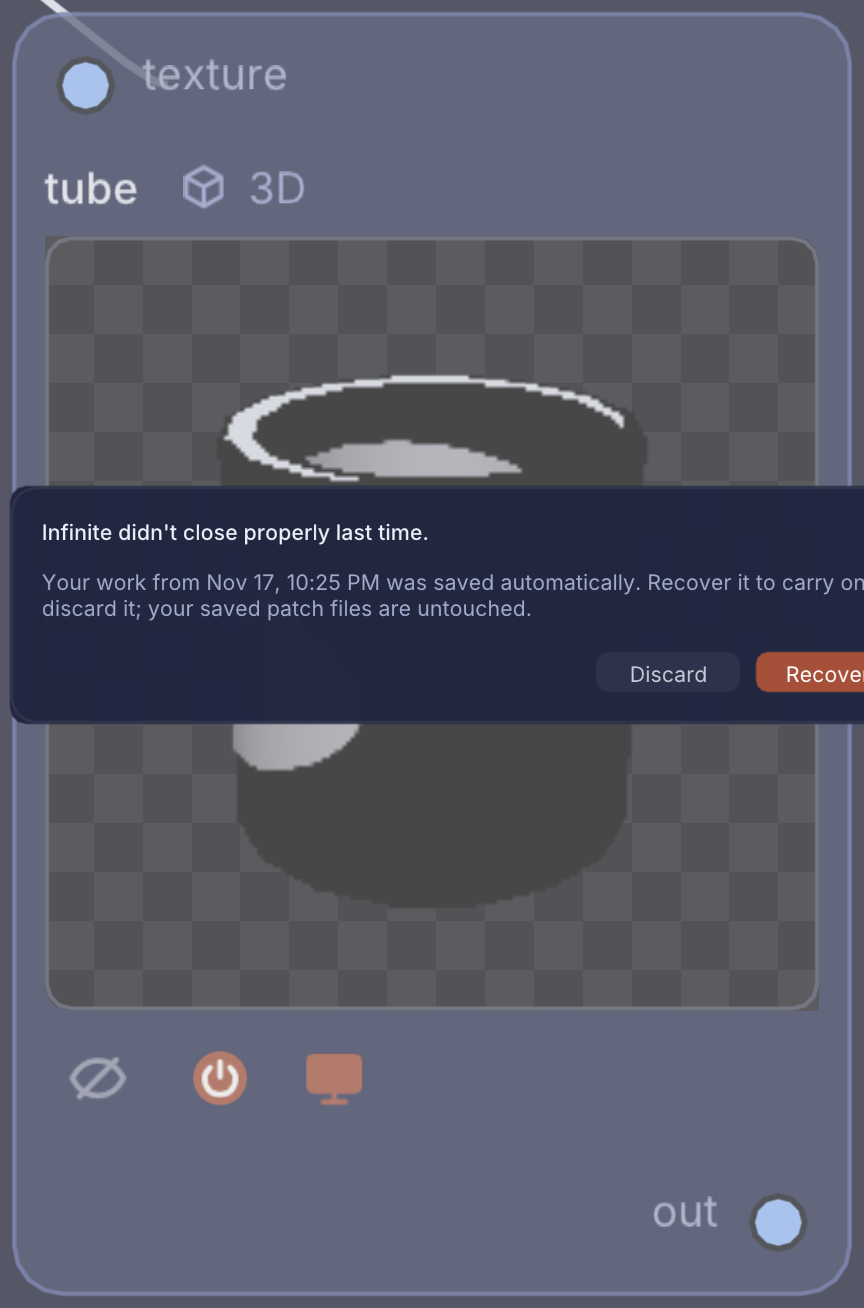 texture
tube 3D
Infinite didn't close properly last time.
Your work from Nov 17, 10:25 PM was saved automatically. Recover it to carry on
discard it; your saved patch files are untouched.
Discard Recover
out